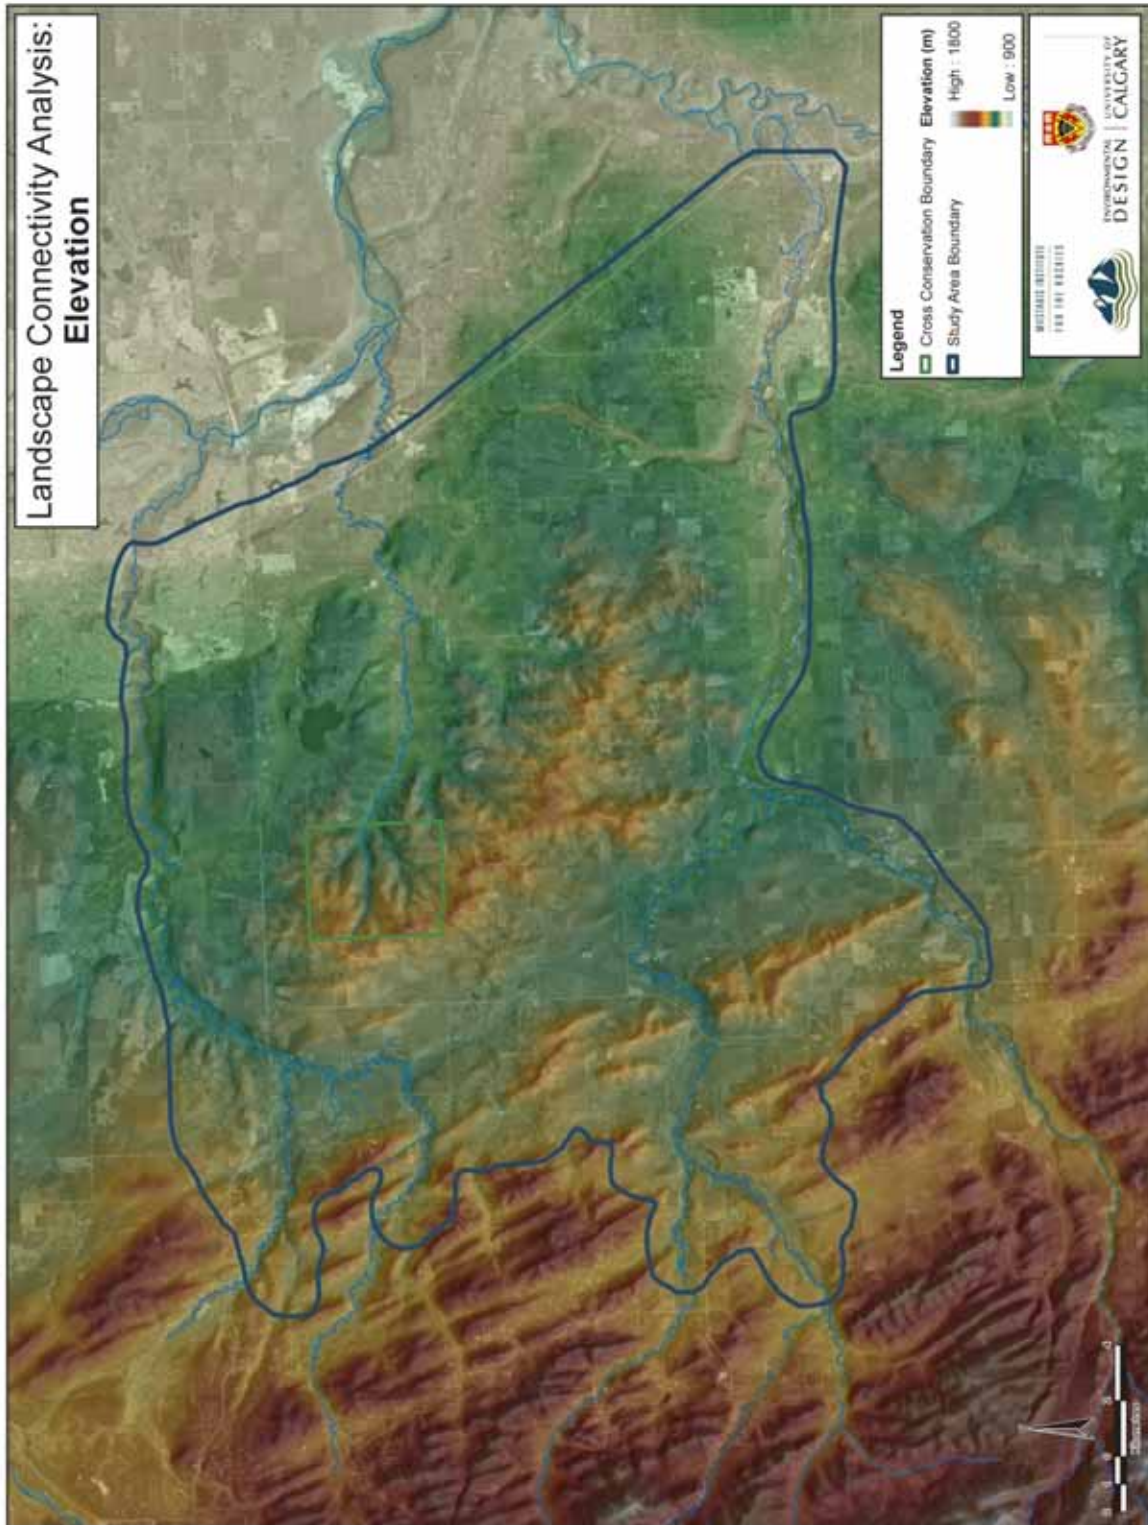 Landscape Connectivity Analysis:
Elevation
Legend
Cross Conservation Boundary
Study Area Boundary
Elevation (m)
High : 1800
Low : 900
MIISTAKIS INSTITUTE
FOR THE ROCKIES
ENVIRONMENTAL
DESIGN
UNIVERSITY OF
CALGARY